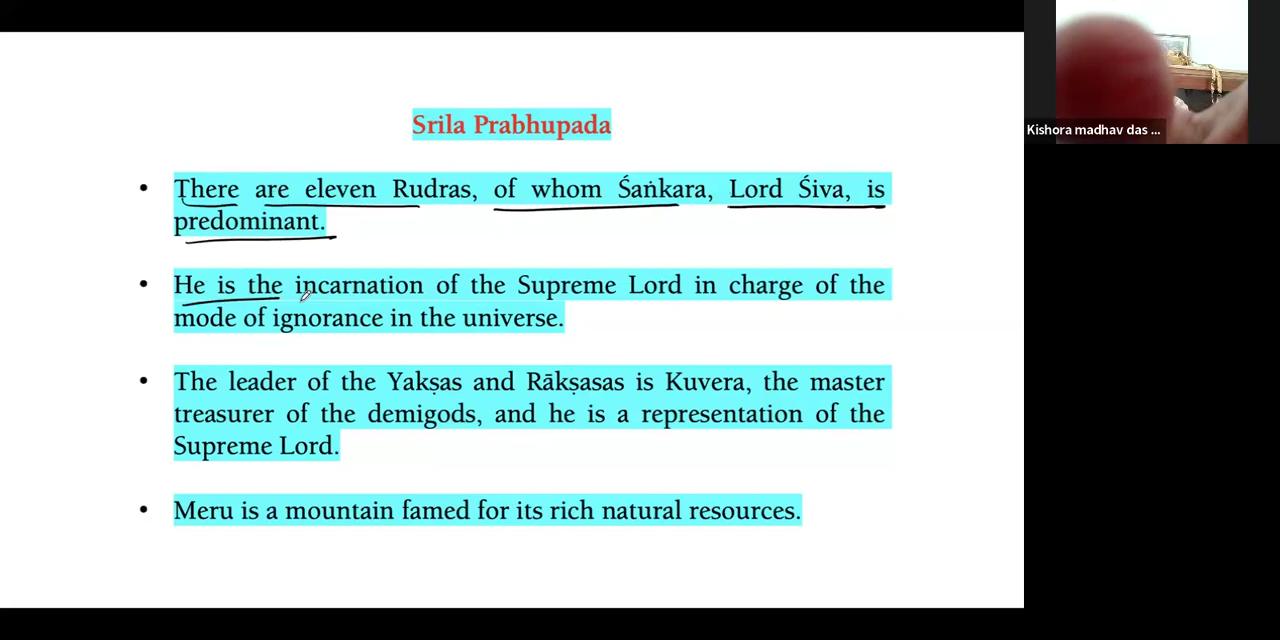 Srila Prabhupada
• There are eleven Rudras, of whom Śaṅkara, Lord Śiva, is
predominant.
• He is the incarnation of the Supreme Lord in charge of the
mode of ignorance in the universe.
• The leader of the Yakṣas and Rākṣasas is Kuvera, the master
treasurer of the demigods, and he is a representation of the
Supreme Lord.
• Meru is a mountain famed for its rich natural resources.
Kishora madhav das ...